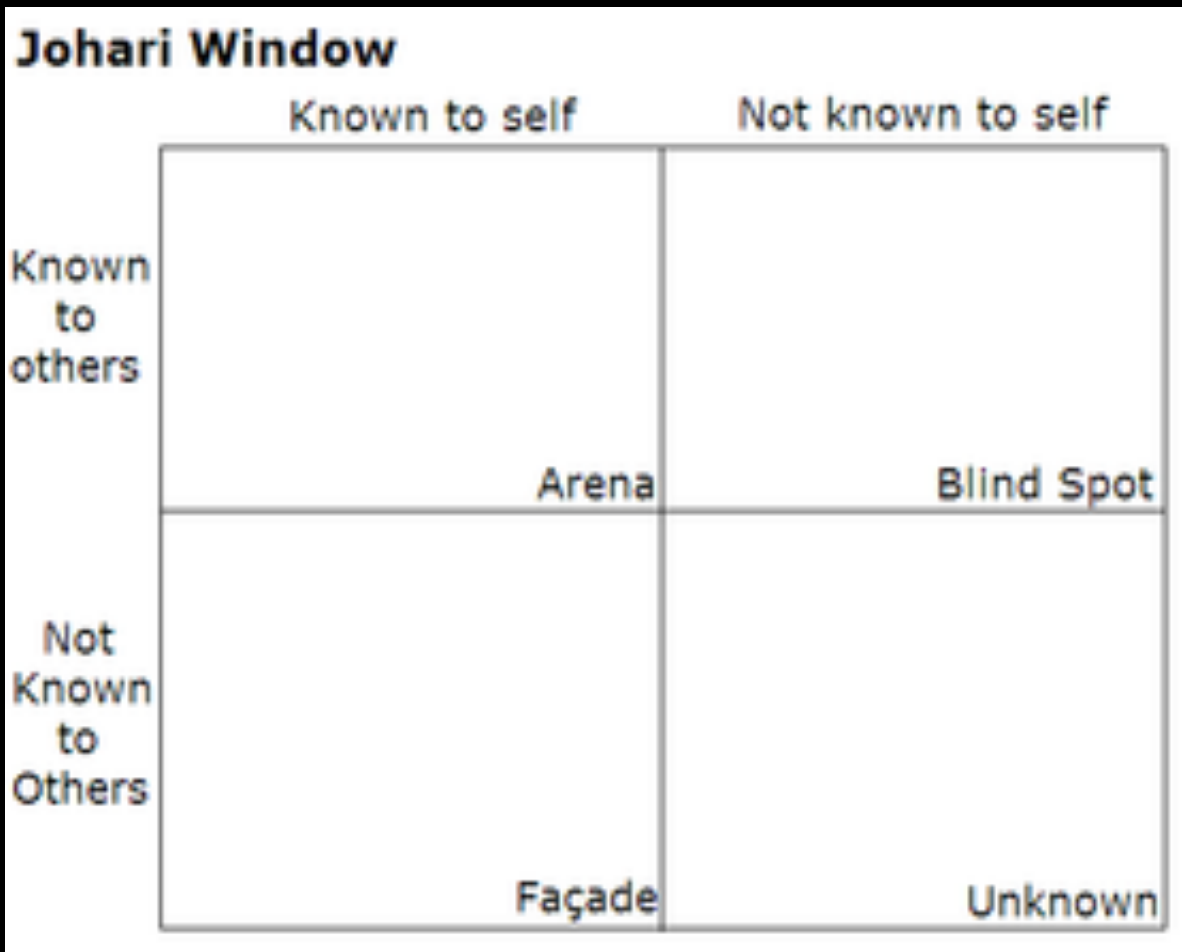 Johari Window
Known to self
Not known to self
Known
to
others
Arena
Blind Spot
Not
Known
to
Others
Façade
Unknown